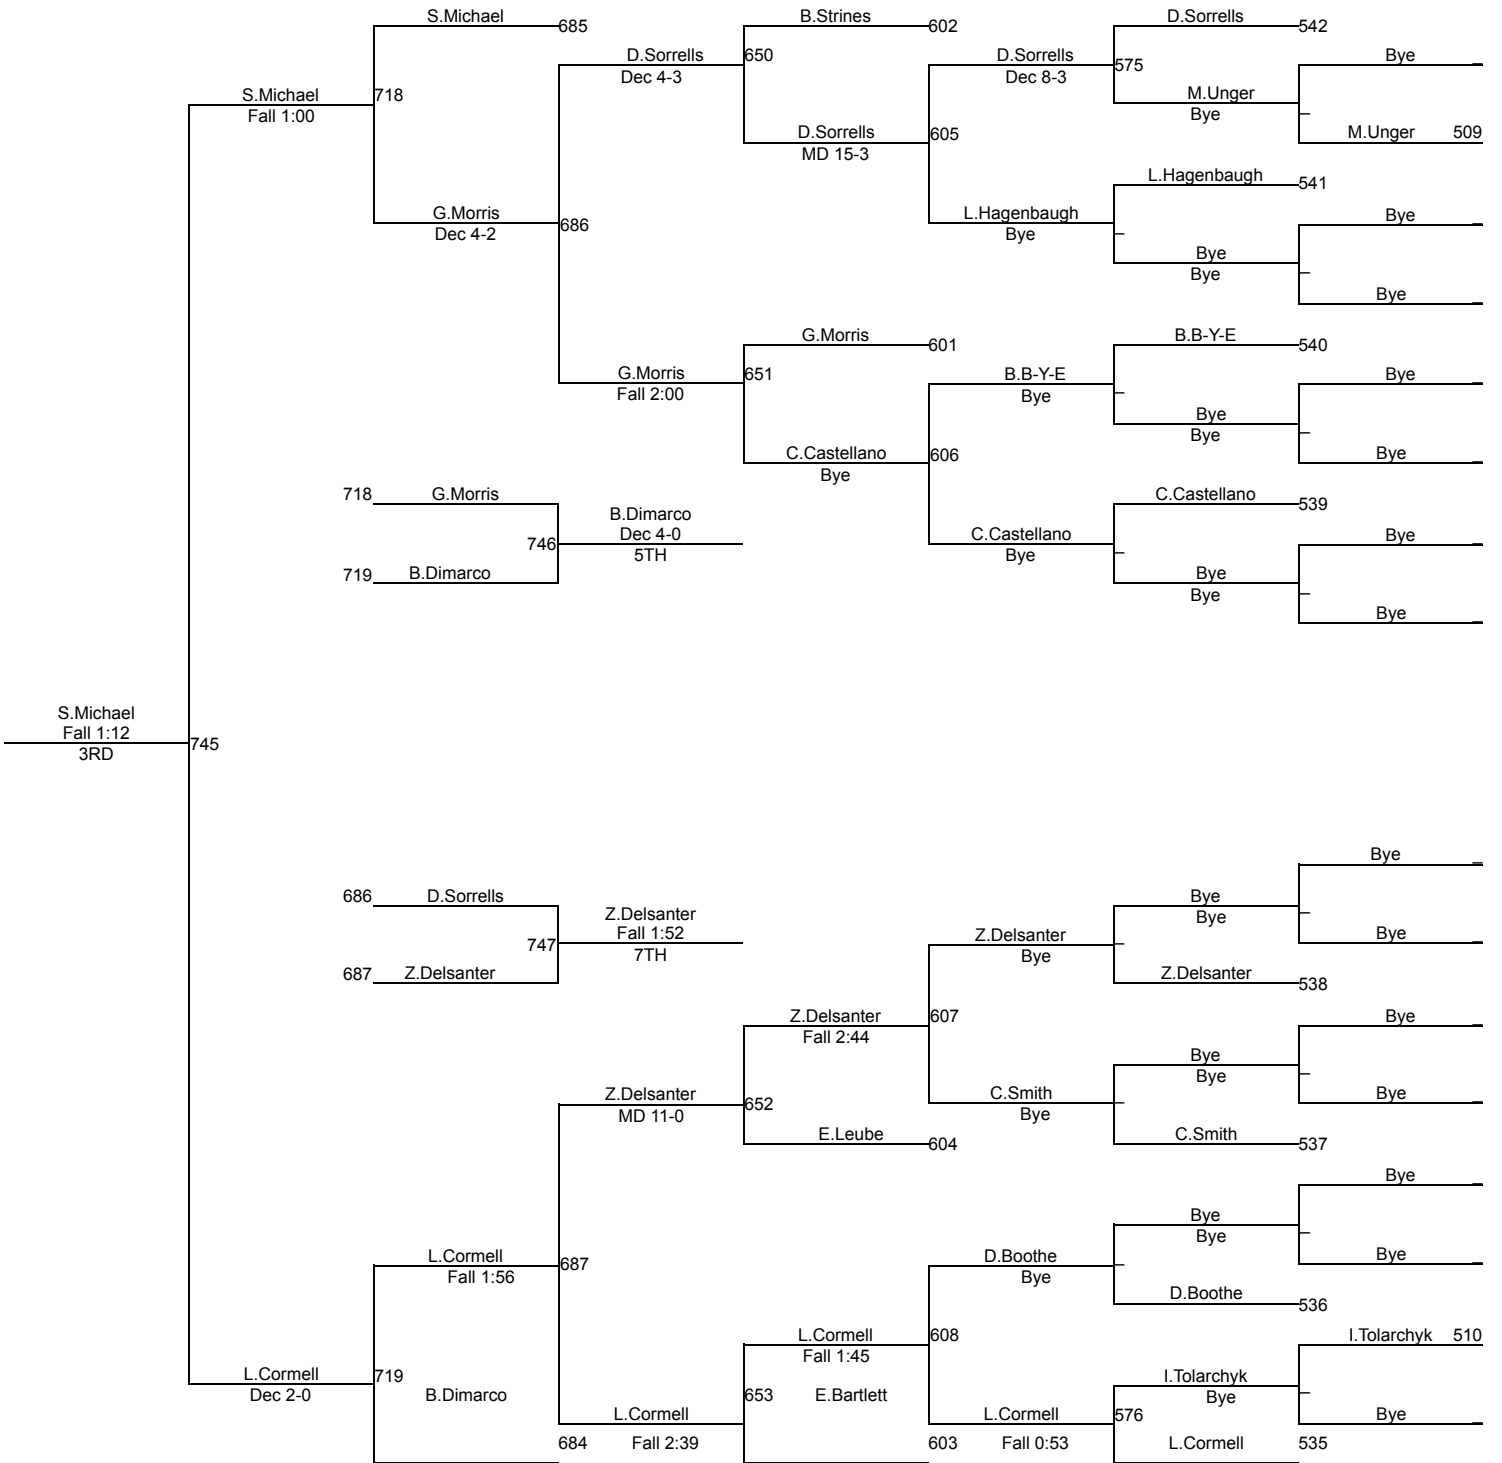 S.Michael 685 B.Strines 602 D.Sorrells 542
D.Sorrells 650 D.Sorrells 575 Bye
Dec 4-3 Dec 8-3
S.Michael 718 M.Unger
Fall 1:00 Bye
D.Sorrells 605 M.Unger 509
MD 15-3
L.Hagenbaugh 541
G.Morris 686 L.Hagenbaugh Bye
Dec 4-2 Bye
Bye
Bye
Bye
G.Morris 601 B.B-Y-E 540
G.Morris 651 B.B-Y-E Bye
Fall 2:00 Bye
Bye
Bye
C.Castellano 606 Bye
Bye
718 G.Morris C.Castellano 539
B.Dimarco
Dec 4-0 C.Castellano Bye
746 5TH Bye
719 B.Dimarco Bye
Bye
Bye
S.Michael
Fall 1:12
745
3RD
Bye
686 D.Sorrells Bye
Z.Delsanter Bye
Fall 1:52 Z.Delsanter Bye
747 7TH Bye
687 Z.Delsanter Z.Delsanter 538
Z.Delsanter 607 Bye
Fall 2:44
Bye
Bye
Z.Delsanter 652 C.Smith Bye
MD 11-0 Bye
E.Leube 604 C.Smith 537
Bye
Bye
Bye
L.Cormell 687 D.Boothe Bye
Fall 1:56 Bye
D.Boothe 536
L.Cormell 608 I.Tolarchyk 510
Fall 1:45
L.Cormell 719 I.Tolarchyk
Dec 2-0 B.Dimarco 653 E.Bartlett Bye
L.Cormell L.Cormell 576 Bye
684 Fall 2:39 603 Fall 0:53 L.Cormell 535